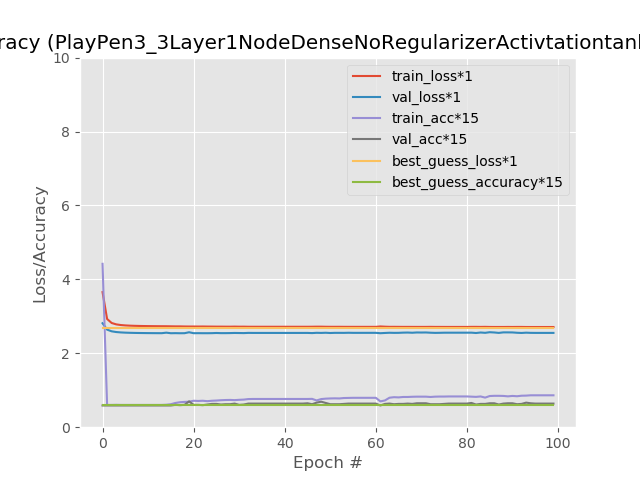 racy (PlayPen3_3Layer1NodeDenseNoRegularizerActivtationtanh
10
8
6
4
2
0
Loss/Accuracy
train_loss*1
val_loss*1
train_acc*15
val_acc*15
best_guess_loss*1
best_guess_accuracy*15
0 20 40 60 80 100
Epoch #